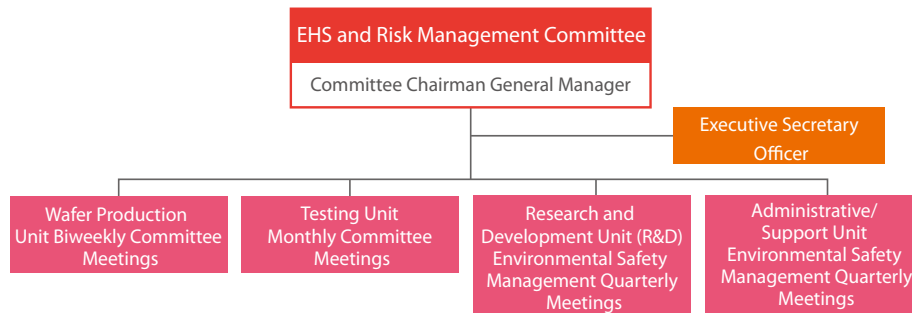 EHS and Risk Management Committee
Committee Chairman General Manager
Executive Secretary
Officer
Wafer Production
Unit Biweekly Committee
Meetings
Testing Unit
Monthly Committee
Meetings
Research and
Development Unit (R&D)
Environmental Safety
Management Quarterly
Meetings
Administrative/
Support Unit
Environmental Safety
Management Quarterly
Meetings